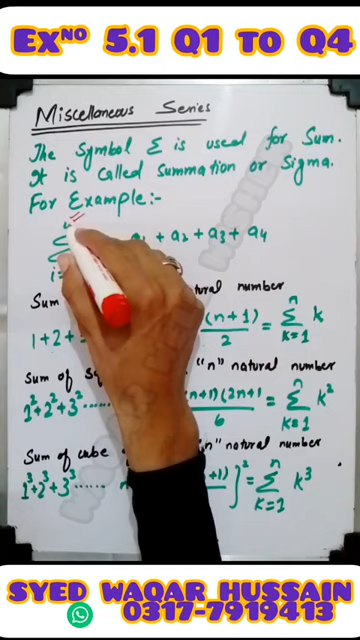 Ex NO 5.1 Q1 to Q4
Miscellaneous Series
The Symbol Σ is used for Sum.
It is called Summation or Sigma.
For Example:-
a1 + a2 + a3 + a4
i=
Sum natural number
1+2+ (n+1)/2 = Σ k n k=1
Sum of "n" natural number
1²+2²+3²...... n+1)(2n+1 / 6 = Σ k² n k=1
Sum of cube "n" natural number
1³+2³+3³...... +1) ]² = Σ k³ n k=1
SYED WAQAR HUSSAIN
0317-7919413